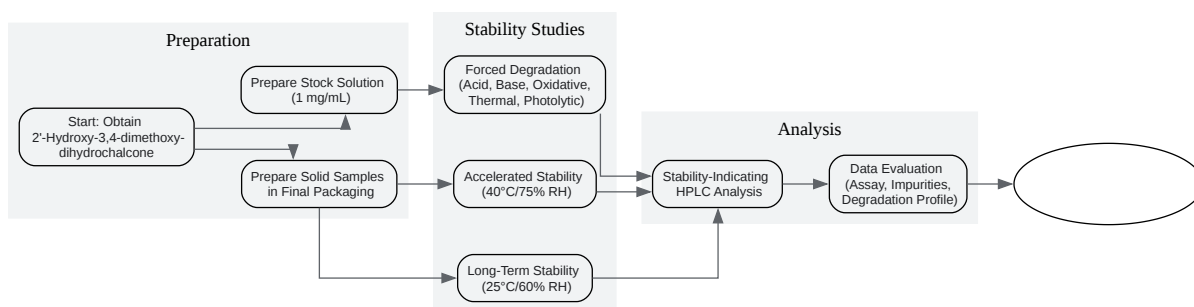 Preparation
Start: Obtain
2'-Hydroxy-3,4-dimethoxy-
dihydrochalcone
Prepare Stock Solution
(1 mg/mL)
Prepare Solid Samples
in Final Packaging
Stability Studies
Forced Degradation
(Acid, Base, Oxidative,
Thermal, Photolytic)
Accelerated Stability
(40°C/75% RH)
Long-Term Stability
(25°C/60% RH)
Analysis
Stability-Indicating
HPLC Analysis
Data Evaluation
(Assay, Impurities,
Degradation Profile)